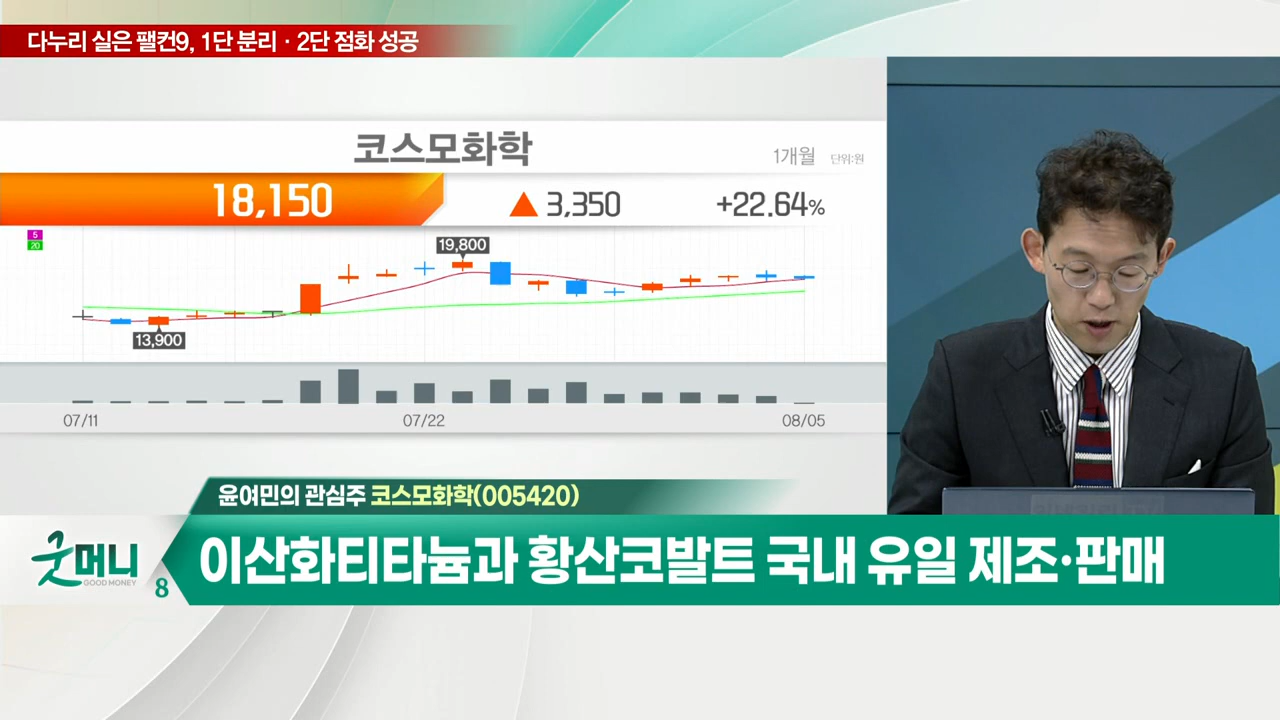 다누리 실은 팰컨9, 1단 분리 · 2단 점화 성공
코스모화학
1개월 단위:원
18,150 ▲ 3,350 +22.64%
5
20
19,800
13,900
07/11 07/22 08/05
윤여민의 관심주 코스모화학(005420)
굿머니
GOOD MONEY
8
이산화티타늄과 황산코발트 국내 유일 제조·판매